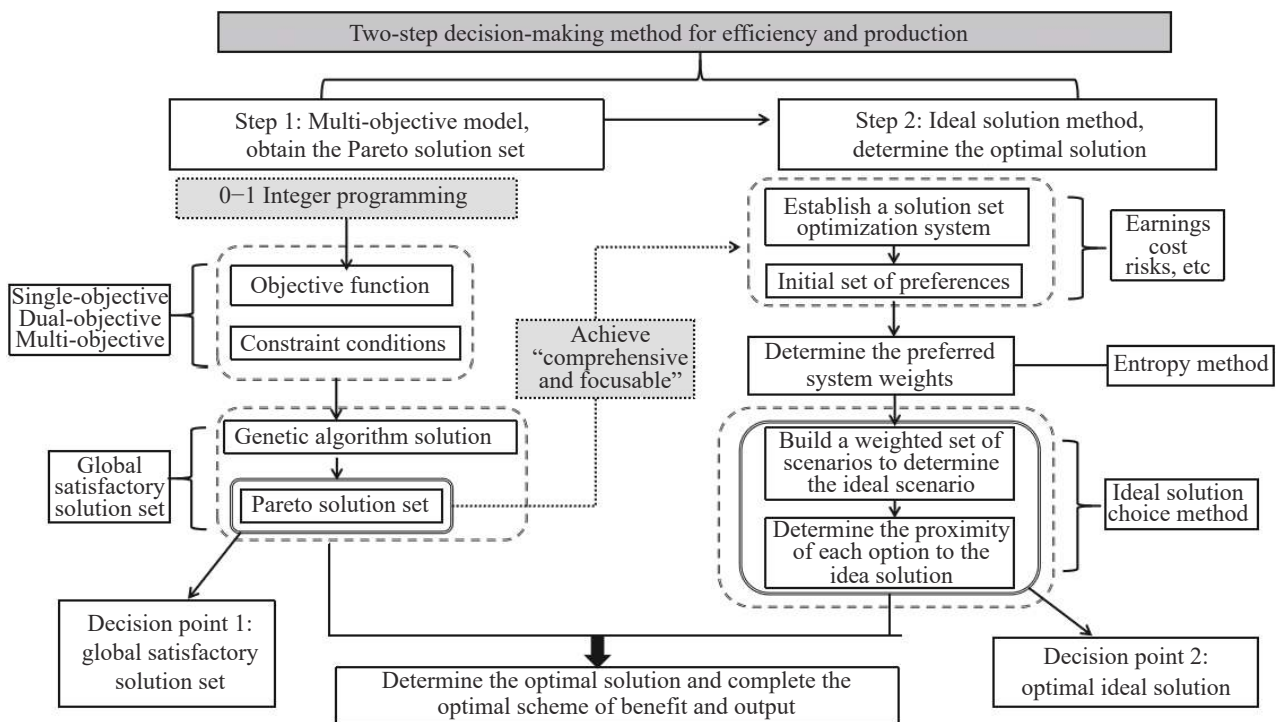 Two-step decision-making method for efficiency and production
Step 1: Multi-objective model,
obtain the Pareto solution set
Step 2: Ideal solution method,
determine the optimal solution
0−1 Integer programming
Objective function
Constraint conditions
Single-objective
Dual-objective
Multi-objective
Genetic algorithm solution
Pareto solution set
Global
satisfactory
solution set
Decision point 1:
global satisfactory
solution set
Achieve
“comprehensive
and focusable”
Establish a solution set
optimization system
Initial set of preferences
Earnings
cost
risks, etc
Determine the preferred
system weights
Entropy method
Build a weighted set of
scenarios to determine
the ideal scenario
Determine the proximity
of each option to the
idea solution
Ideal solution
choice method
Decision point 2:
optimal ideal solution
Determine the optimal solution and complete the
optimal scheme of benefit and output